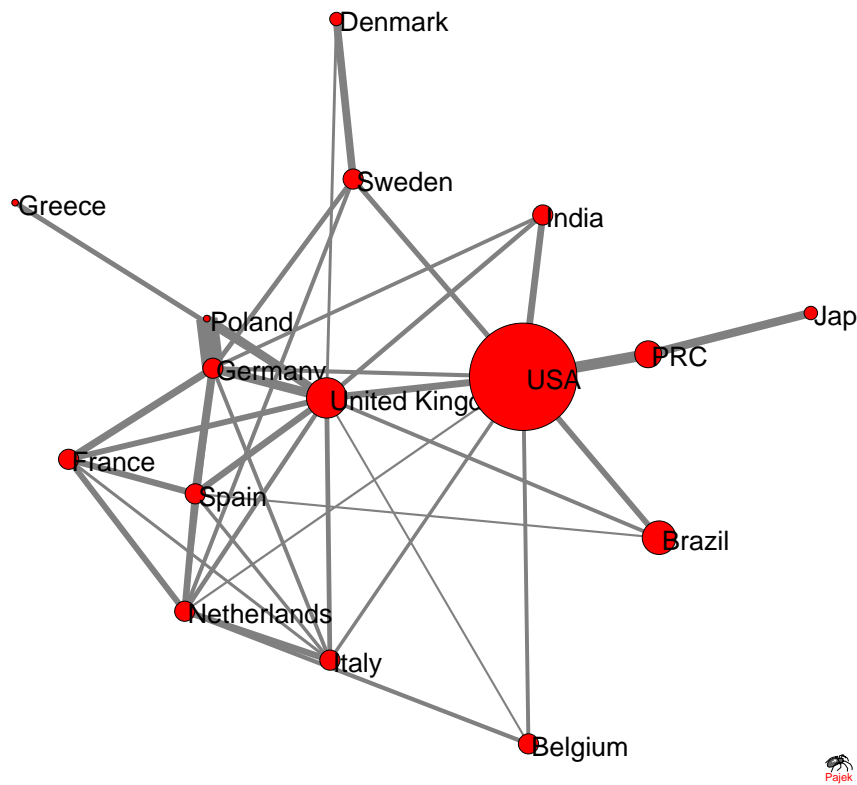 Denmark
Sweden
Greece
India
Jap
Poland
PRC
Germany
USA
United Kingd
France
Spain
Brazil
Netherlands
Italy
Belgium
Pajek